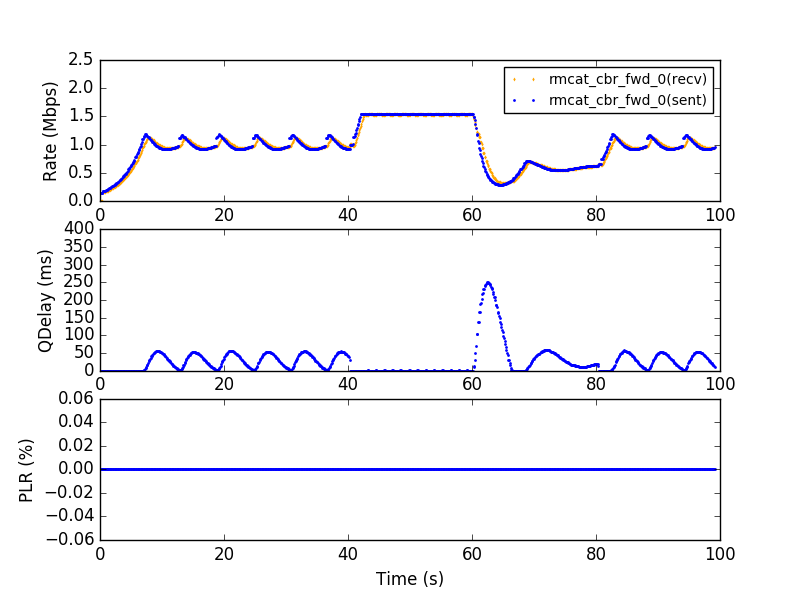 Rate (Mbps)
2.5
2.0
1.5
1.0
0.5
0.0
rmcat_cbr_fwd_0(recv)
rmcat_cbr_fwd_0(sent)
0 20 40 60 80 100
QDelay (ms)
400
350
300
250
200
150
100
50
0
0 20 40 60 80 100
PLR (%)
0.06
0.04
0.02
0.00
−0.02
−0.04
−0.06
0 20 40 60 80 100
Time (s)